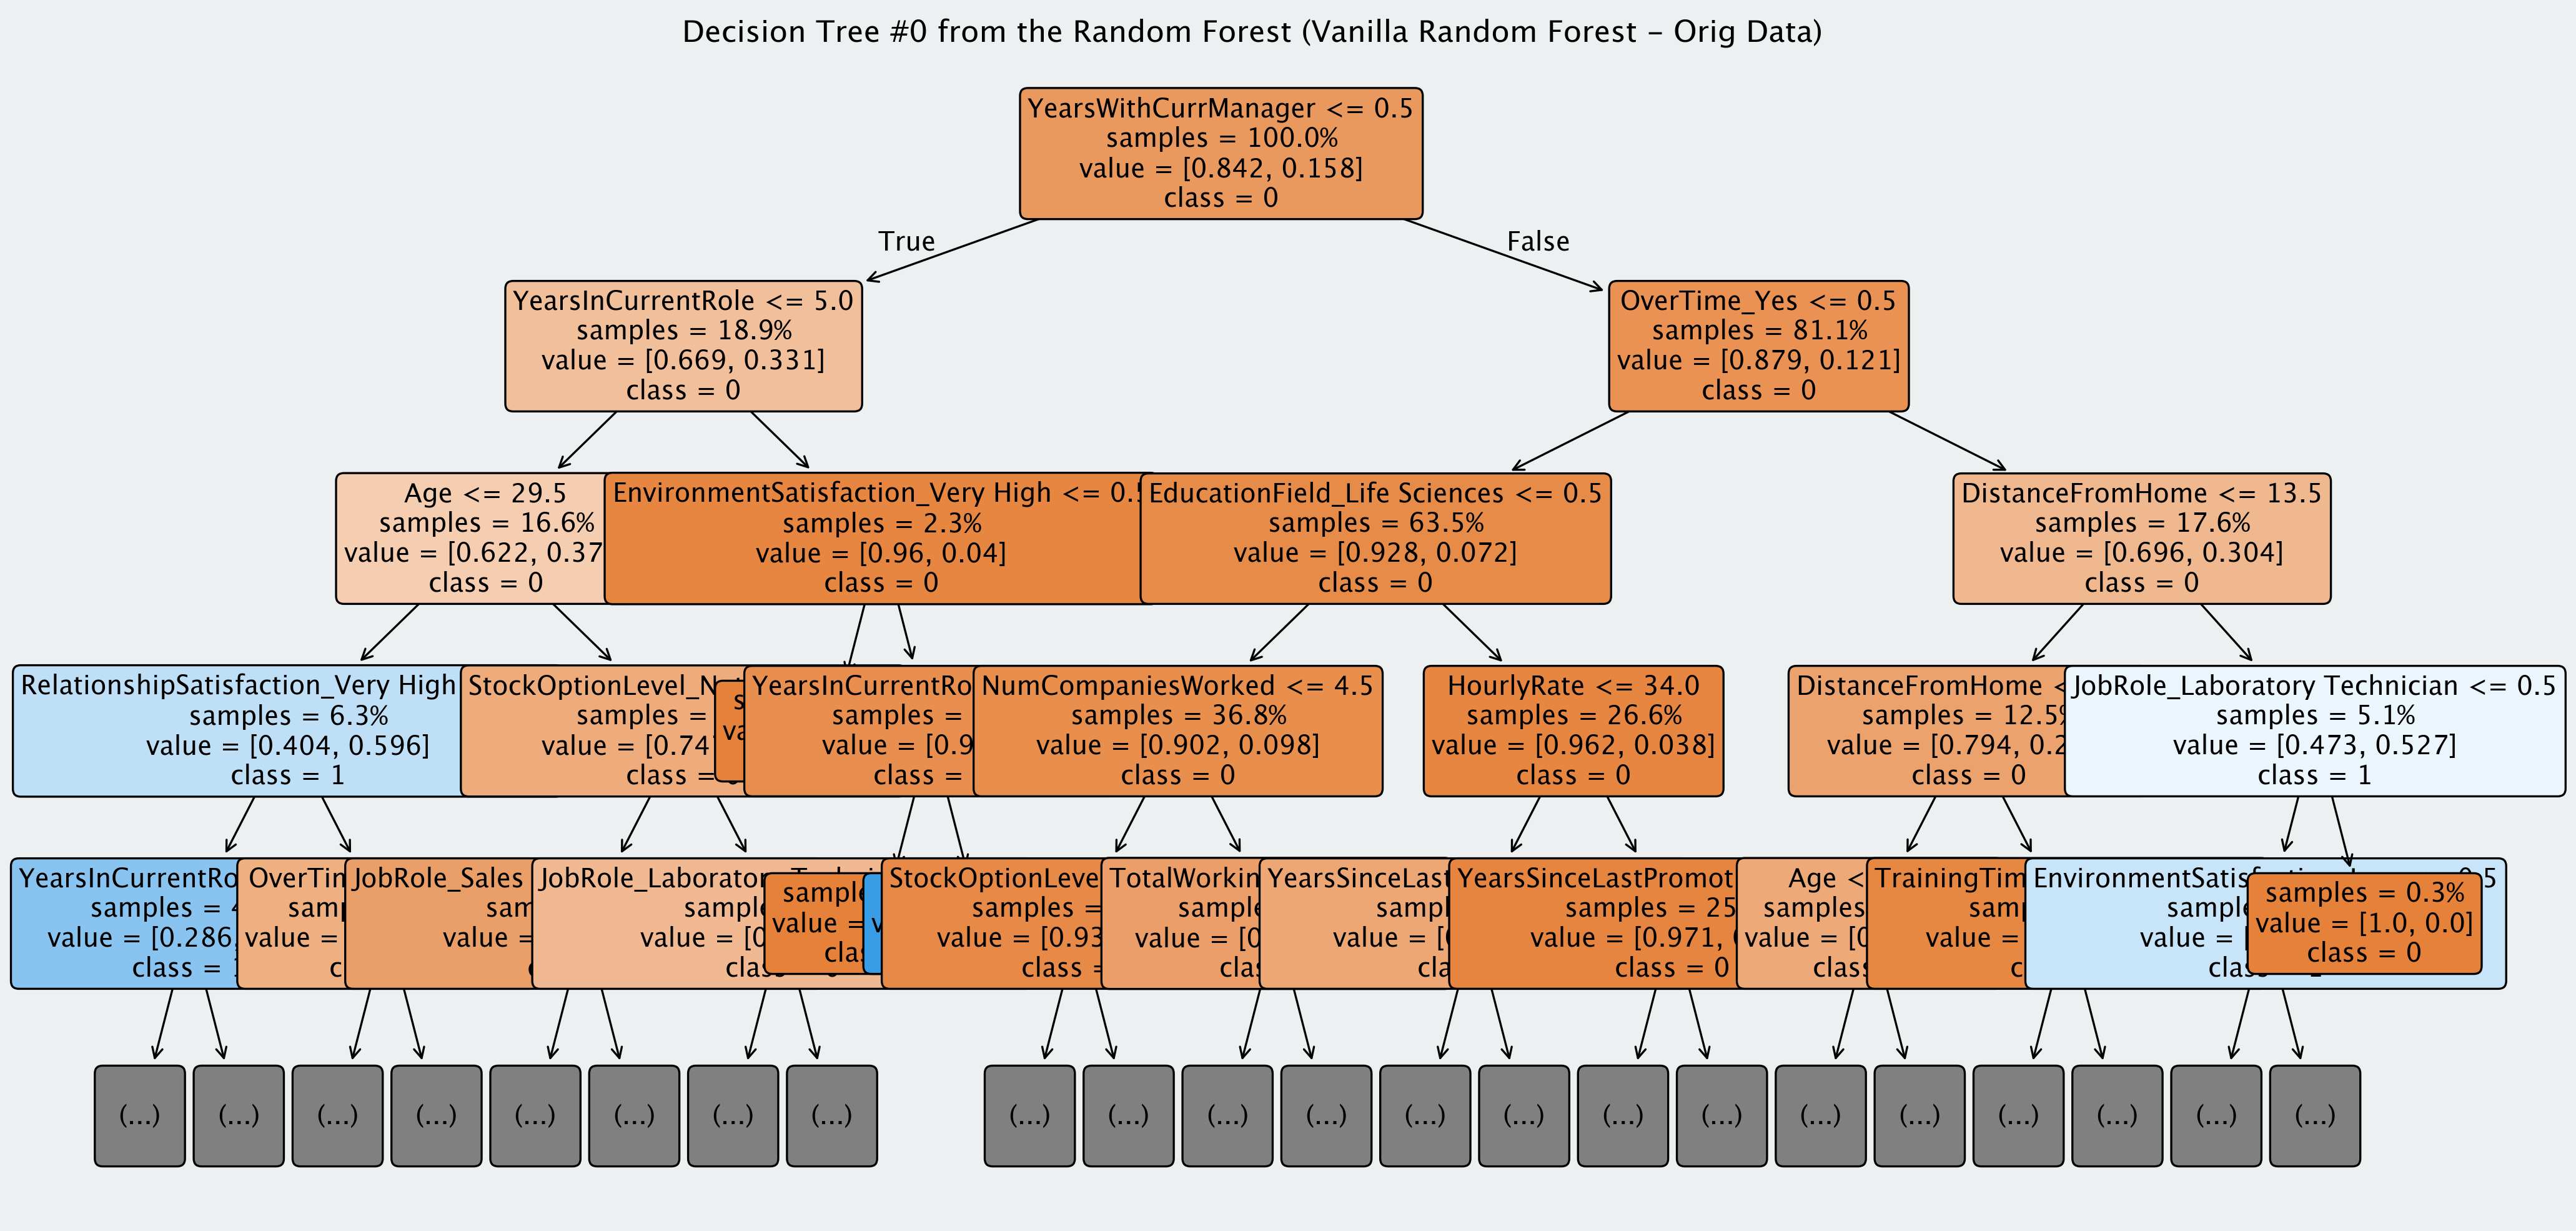 Decision Tree #0 from the Random Forest (Vanilla Random Forest - Orig Data)
YearsWithCurrManager <= 0.5
samples = 100.0%
value = [0.842, 0.158]
class = 0
True
False
YearsInCurrentRole <= 5.0
samples = 18.9%
value = [0.669, 0.331]
class = 0
OverTime_Yes <= 0.5
samples = 81.1%
value = [0.879, 0.121]
class = 0
Age <= 29.5
samples = 16.6%
value = [0.622, 0.37
class = 0
EnvironmentSatisfaction_Very High <= 0.5
samples = 2.3%
value = [0.96, 0.04]
class = 0
EducationField_Life Sciences <= 0.5
samples = 63.5%
value = [0.928, 0.072]
class = 0
DistanceFromHome <= 13.5
samples = 17.6%
value = [0.696, 0.304]
class = 0
RelationshipSatisfaction_Very High
samples = 6.3%
value = [0.404, 0.596]
class = 1
StockOptionLevel_N
samples =
value = [0.74
class =
YearsInCurrentRo
samples =
value = [0.9
class =
NumCompaniesWorked <= 4.5
samples = 36.8%
value = [0.902, 0.098]
class = 0
HourlyRate <= 34.0
samples = 26.6%
value = [0.962, 0.038]
class = 0
DistanceFromHome <
samples = 12.5%
value = [0.794, 0.2
class = 0
JobRole_Laboratory Technician <= 0.5
samples = 5.1%
value = [0.473, 0.527]
class = 1
YearsInCurrentRo
samples =
value = [0.286,
class =
OverTim
samp
value =
c
JobRole_Sales
sam
value =
JobRole_Laborator
sample
value = [0
clas
sample
value =
clas
StockOptionLeve
samples =
value = [0.93
class =
TotalWorkin
sample
value = [0
clas
YearsSinceLast
sampl
value = [
cla
YearsSinceLastPromot
samples = 25
value = [0.971,
class = 0
Age <
samples
value = [0
class
TrainingTim
sam
value =
c
EnvironmentSatisf
sample
value = [
clas
samples = 0.3%
value = [1.0, 0.0]
class = 0
(...) (...) (...) (...) (...) (...) (...) (...) (...) (...) (...) (...) (...) (...) (...) (...) (...) (...) (...) (...) (...) (...)